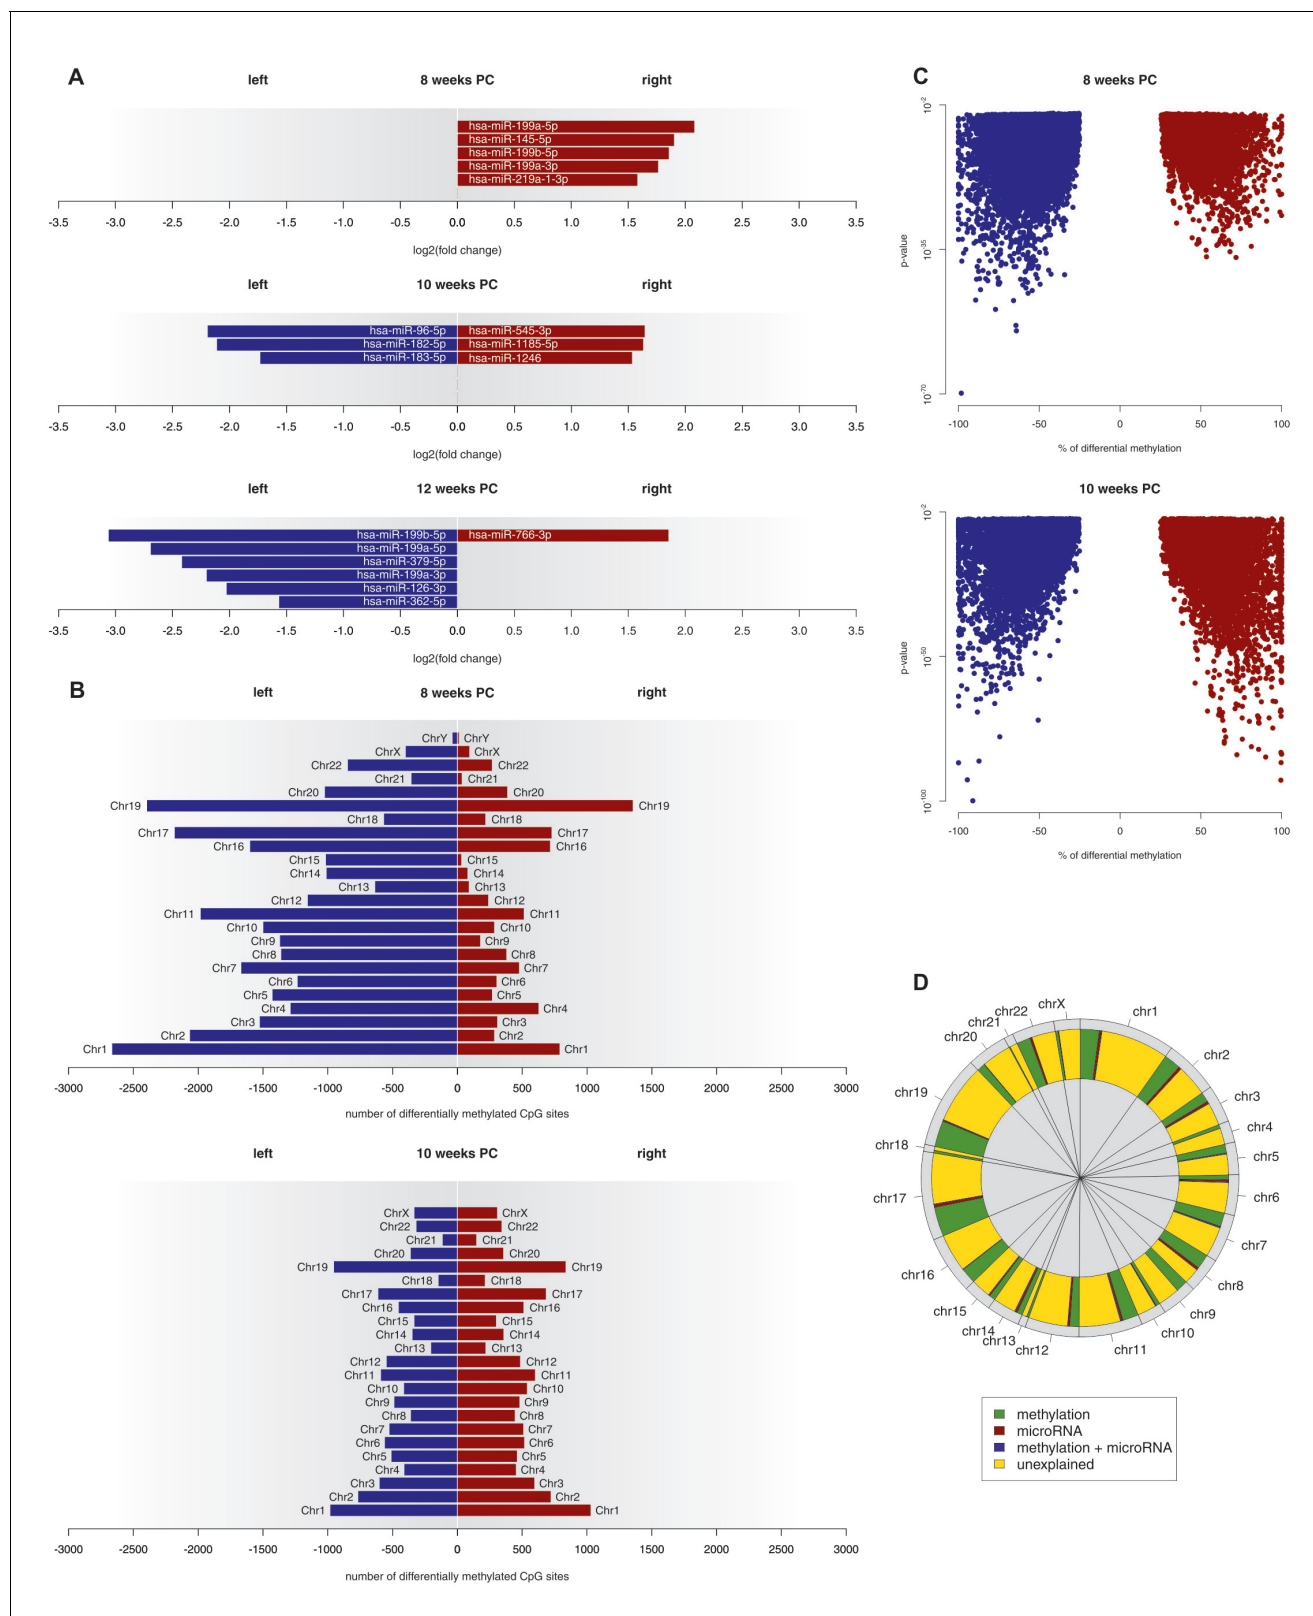 A
left 8 weeks PC right
hsa-miR-199a-5p
hsa-miR-145-5p
hsa-miR-199b-5p
hsa-miR-199a-3p
hsa-miR-219a-1-3p
-3.5 -3.0 -2.5 -2.0 -1.5 -1.0 -0.5 0.0 0.5 1.0 1.5 2.0 2.5 3.0 3.5
log2(fold change)
left 10 weeks PC right
hsa-miR-96-5p hsa-miR-545-3p
hsa-miR-182-5p hsa-miR-1185-5p
hsa-miR-183-5p hsa-miR-1246
-3.5 -3.0 -2.5 -2.0 -1.5 -1.0 -0.5 0.0 0.5 1.0 1.5 2.0 2.5 3.0 3.5
log2(fold change)
left 12 weeks PC right
hsa-miR-199b-5p hsa-miR-766-3p
hsa-miR-199a-5p
hsa-miR-379-5p
hsa-miR-199a-3p
hsa-miR-126-3p
hsa-miR-362-5p
-3.5 -3.0 -2.5 -2.0 -1.5 -1.0 -0.5 0.0 0.5 1.0 1.5 2.0 2.5 3.0 3.5
log2(fold change)
B
left 8 weeks PC right
ChrY ChrY
ChrX ChrX
Chr22 Chr22
Chr21 Chr21
Chr20 Chr20
Chr19 Chr19
Chr18 Chr18
Chr17 Chr17
Chr16 Chr16
Chr15 Chr15
Chr14 Chr14
Chr13 Chr13
Chr12 Chr12
Chr11 Chr11
Chr10 Chr10
Chr9 Chr9
Chr8 Chr8
Chr7 Chr7
Chr6 Chr6
Chr5 Chr5
Chr4 Chr4
Chr3 Chr3
Chr2 Chr2
Chr1 Chr1
-3000 -2500 -2000 -1500 -1000 -500 0 500 1000 1500 2000 2500 3000
number of differentially methylated CpG sites
left 10 weeks PC right
ChrX ChrX
Chr22 Chr22
Chr21 Chr21
Chr20 Chr20
Chr19 Chr19
Chr18 Chr18
Chr17 Chr17
Chr16 Chr16
Chr15 Chr15
Chr14 Chr14
Chr13 Chr13
Chr12 Chr12
Chr11 Chr11
Chr10 Chr10
Chr9 Chr9
Chr8 Chr8
Chr7 Chr7
Chr6 Chr6
Chr5 Chr5
Chr4 Chr4
Chr3 Chr3
Chr2 Chr2
Chr1 Chr1
-3000 -2500 -2000 -1500 -1000 -500 0 500 1000 1500 2000 2500 3000
number of differentially methylated CpG sites
C
8 weeks PC
10-2
10-35
10-70
p-value
-100 -50 0 50 100
% of differential methylation
10 weeks PC
10-2
10-50
10-100
p-value
-100 -50 0 50 100
% of differential methylation
D
chr1
chr2
chr3
chr4
chr5
chr6
chr7
chr8
chr9
chr10
chr11
chr12
chr13
chr14
chr15
chr16
chr17
chr18
chr19
chr20
chr21
chr22
chrX
methylation
microRNA
methylation + microRNA
unexplained